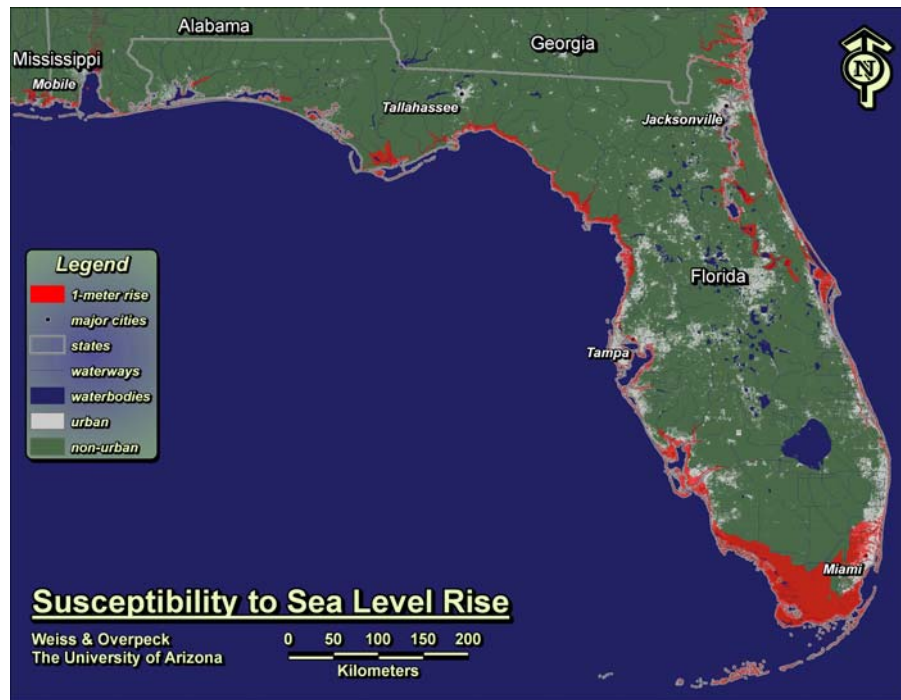 Alabama
Mississippi
Georgia
Mobile
Tallahassee
Jacksonville
N
Legend
1-meter rise
major cities
states
waterways
waterbodies
urban
non-urban
Florida
Tampa
Miami
Susceptibility to Sea Level Rise
Weiss & Overpeck
The University of Arizona
0 50 100 150 200
Kilometers